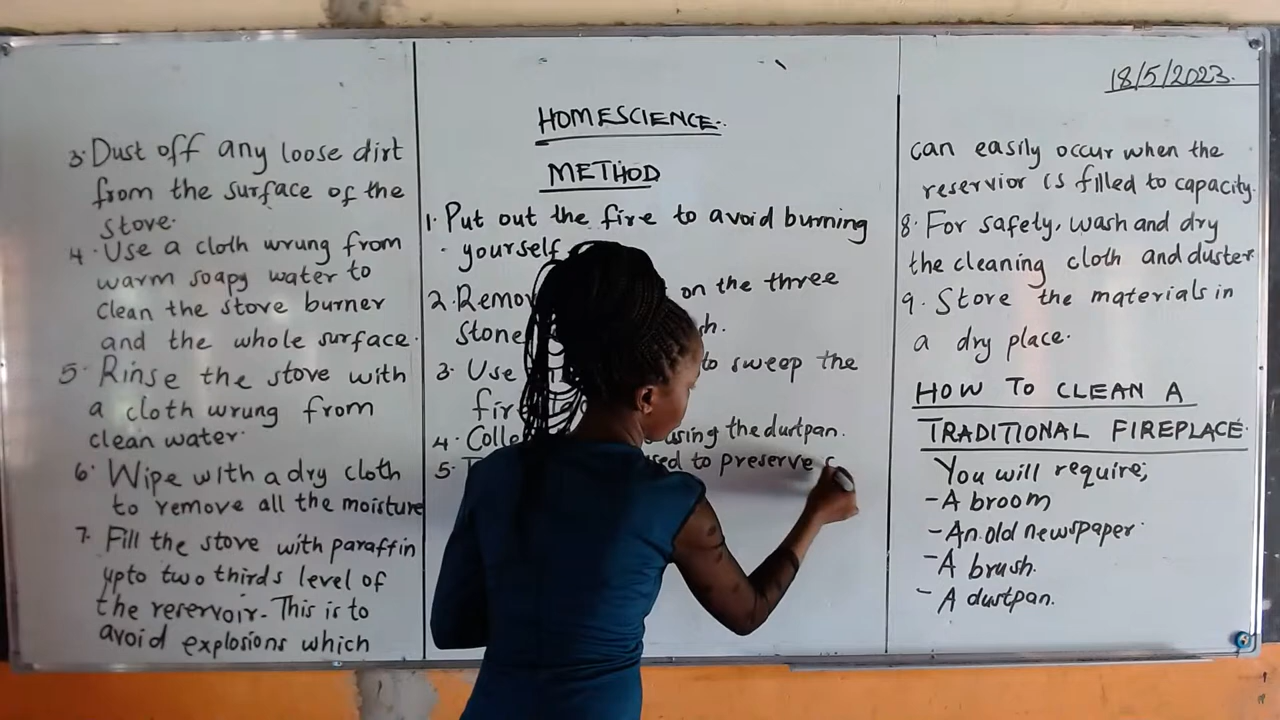 3. Dust off any loose dirt
from the surface of the
stove.
4. Use a cloth wrung from
warm soapy water to
clean the stove burner
and the whole surface.
5. Rinse the stove with
a cloth wrung from
clean water.
6. Wipe with a dry cloth
to remove all the moisture
7. Fill the stove with paraffin
upto two thirds level of
the reservoir. This is to
avoid explosions which
HOMESCIENCE.
METHOD
1. Put out the fire to avoid burning
yourself
2. on the three
3. Use to sweep the
4. using the dustpan.
5. to preserve
18/5/2023.
can easily occur when the
reservior is filled to capacity.
8. For safety, wash and dry
the cleaning cloth and duster
9. Store the materials in
a dry place.
HOW TO CLEAN A
TRADITIONAL FIREPLACE.
You will require;
- A broom
- An old newspaper
- A brush.
- A dustpan.